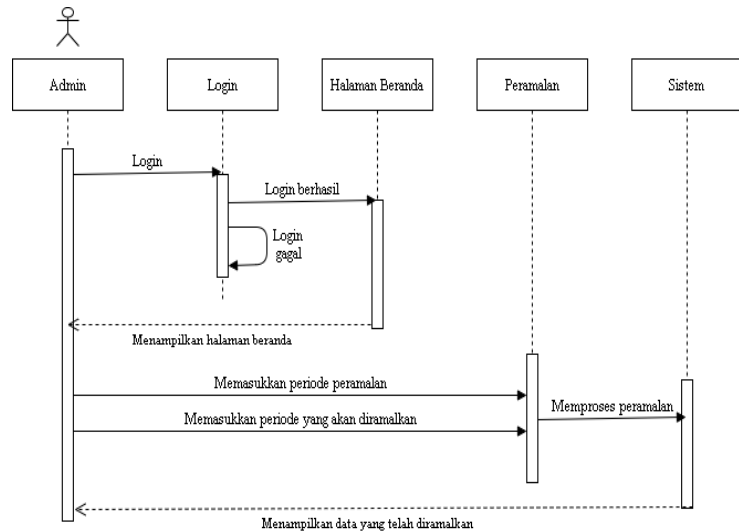 Admin
Login
Halaman Beranda
Peramalan
Sistem
Login
Login berhasil
Login
gagal
Menampilkan halaman beranda
Memasukkan periode peramalan
Memproses peramalan
Memasukkan periode yang akan diramalkan
Menampilkan data yang telah diramalkan